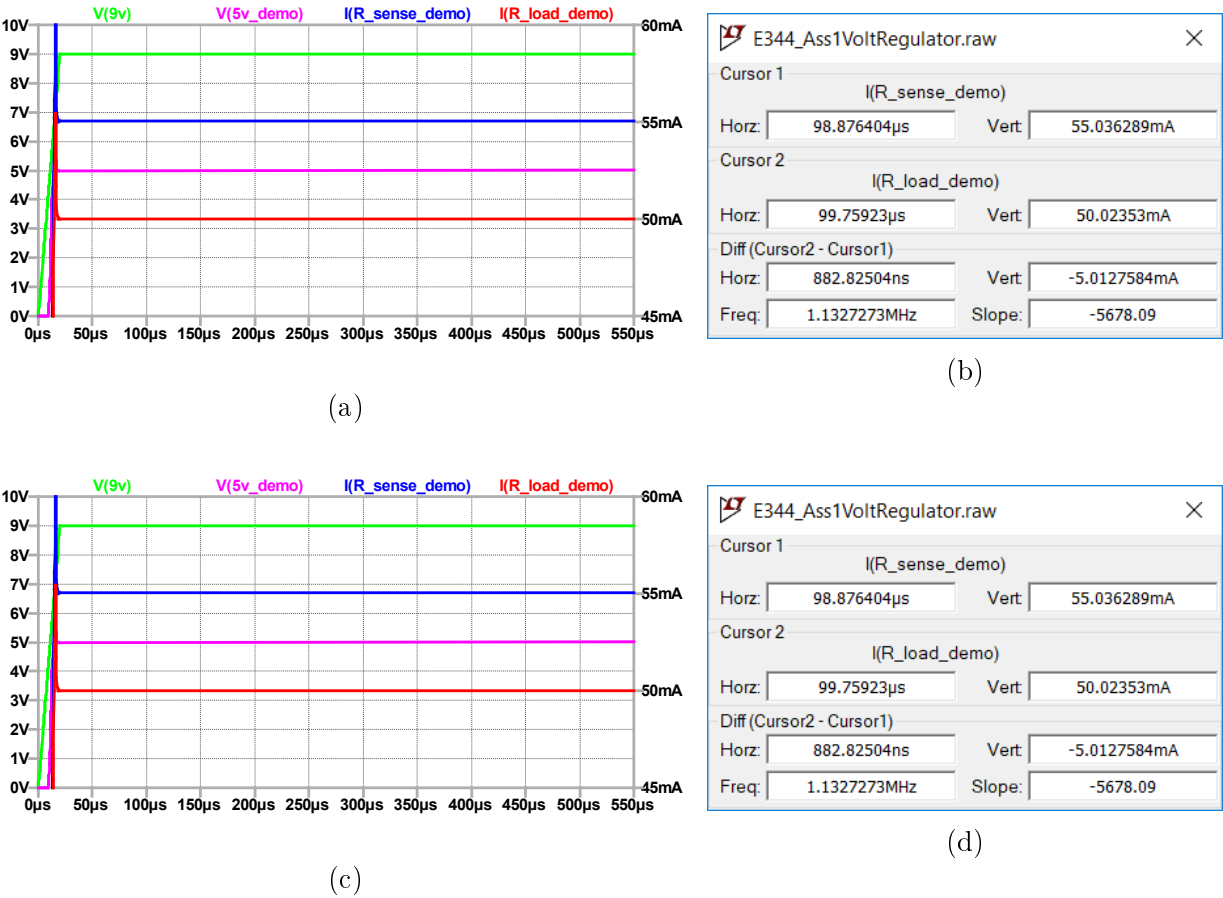 V(9v) V(5v_demo) I(R_sense_demo) I(R_load_demo)
10V 60mA
9V
8V
7V
6V 55mA
5V
4V
3V 50mA
2V
1V
0V 45mA
0µs 50µs 100µs 150µs 200µs 250µs 300µs 350µs 400µs 450µs 500µs 550µs
(a)
E344_Ass1VoltRegulator.raw
Cursor 1
I(R_sense_demo)
Horz: 98.876404µs Vert: 55.036289mA
Cursor 2
I(R_load_demo)
Horz: 99.75923µs Vert: 50.02353mA
Diff (Cursor2 - Cursor1)
Horz: 882.82504ns Vert: -5.0127584mA
Freq: 1.1327273MHz Slope: -5678.09
(b)
V(9v) V(5v_demo) I(R_sense_demo) I(R_load_demo)
10V 60mA
9V
8V
7V
6V 55mA
5V
4V
3V 50mA
2V
1V
0V 45mA
0µs 50µs 100µs 150µs 200µs 250µs 300µs 350µs 400µs 450µs 500µs 550µs
(c)
E344_Ass1VoltRegulator.raw
Cursor 1
I(R_sense_demo)
Horz: 98.876404µs Vert: 55.036289mA
Cursor 2
I(R_load_demo)
Horz: 99.75923µs Vert: 50.02353mA
Diff (Cursor2 - Cursor1)
Horz: 882.82504ns Vert: -5.0127584mA
Freq: 1.1327273MHz Slope: -5678.09
(d)